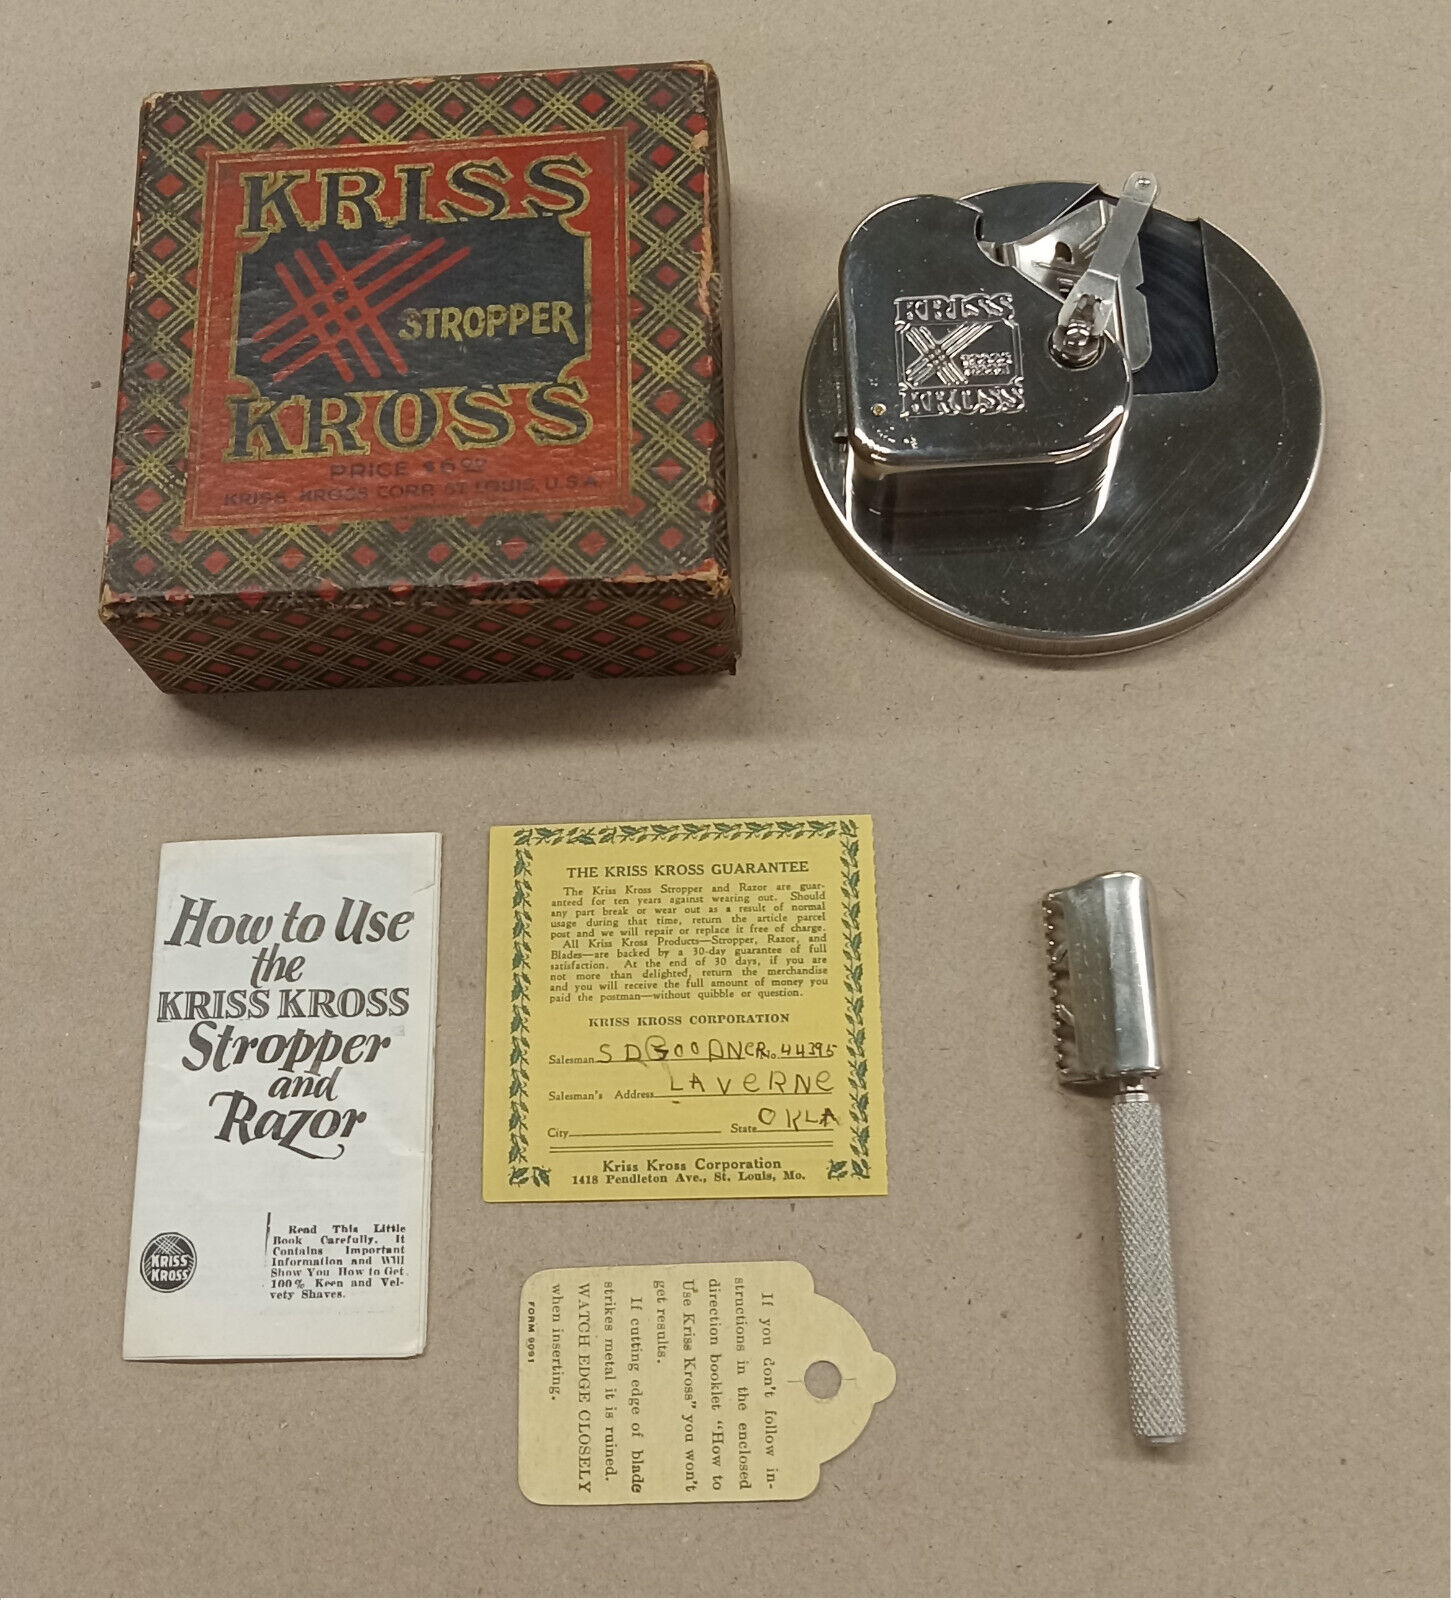 KRISS
STROPPER
KROSS
PRICE $6.00
KRISS KROSS CORP. ST. LOUIS, U.S.A.
KRISS
KROSS
How to Use
the
KRISS KROSS
Stropper
and
Razor
KRISS
KROSS
Read This Little
Book Carefully. It
Contains Important
Information and Will
Show You How to Get
100% Keen and Vel-
vety Shaves.
THE KRISS KROSS GUARANTEE
The Kriss Kross Stropper and Razor are guar-
anteed for ten years against wearing out. Should
any part break or wear out as a result of normal
usage during that time, return the article parcel
post and we will repair or replace it free of charge.
All Kriss Kross Products—Stropper, Razor, and
Blades—are backed by a 30-day guarantee of full
satisfaction. At the end of 30 days, if you are
not more than delighted, return the merchandise
and you will receive the full amount of money you
paid the postman—without quibble or question.
KRISS KROSS CORPORATION
Salesman S D GOODNER No. 44395
Salesman's Address LAVERNE
City State OKLA
Kriss Kross Corporation
1418 Pendleton Ave., St. Louis, Mo.
If you don't follow in-
structions in the enclosed
direction booklet "How to
Use Kriss Kross" you won't
get results.
If cutting edge of blade
strikes metal it is ruined.
WATCH EDGE CLOSELY
when inserting.
FORM 9091